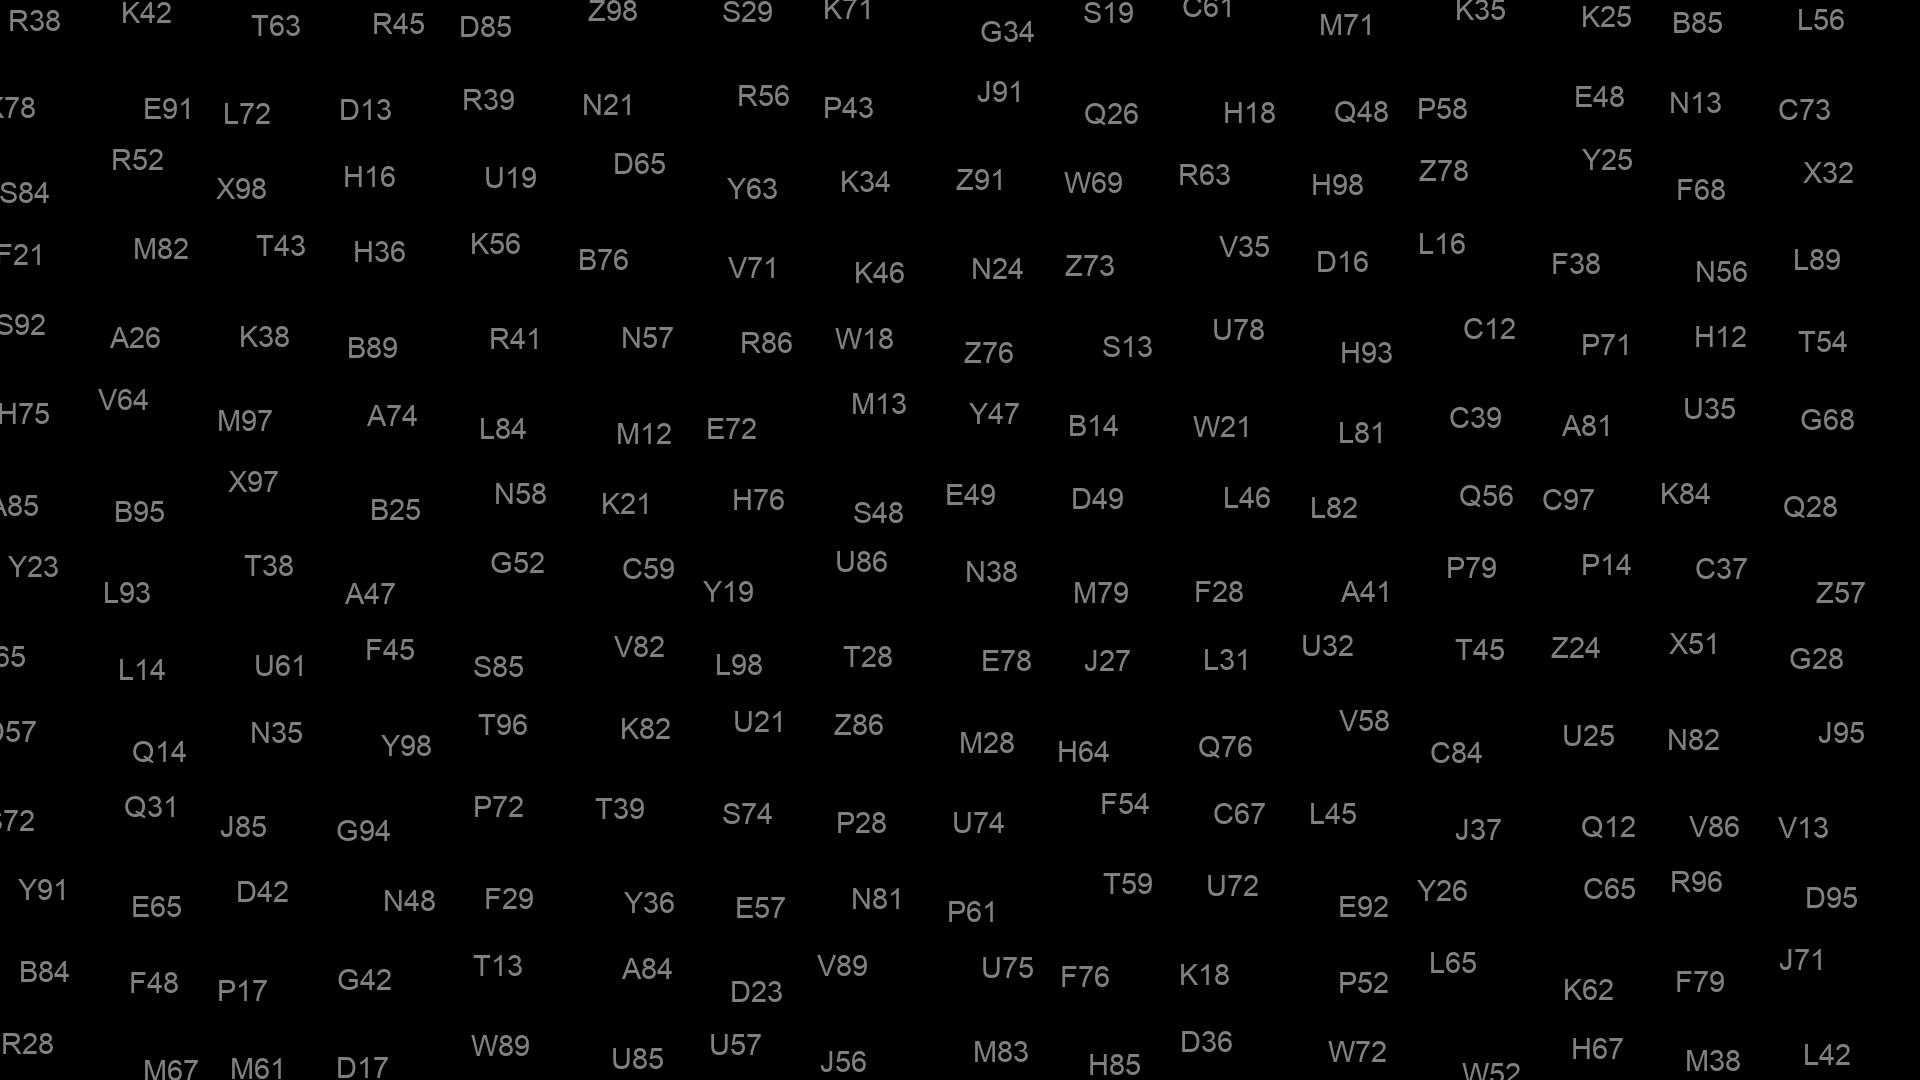 R38 K42 T63 R45 D85 Z98 S29 K71 G34 S19 C61 M71 K35 K25 B85 L56
K78 E91 L72 D13 R39 N21 R56 P43 J91 Q26 H18 Q48 P58 E48 N13 C73
S84 R52 X98 H16 U19 D65 Y63 K34 Z91 W69 R63 H98 Z78 Y25 F68 X32
F21 M82 T43 H36 K56 B76 V71 K46 N24 Z73 V35 D16 L16 F38 N56 L89
S92 A26 K38 B89 R41 N57 R86 W18 Z76 S13 U78 H93 C12 P71 H12 T54
H75 V64 M97 A74 L84 M12 E72 M13 Y47 B14 W21 L81 C39 A81 U35 G68
A85 B95 X97 B25 N58 K21 H76 S48 E49 D49 L46 L82 Q56 C97 K84 Q28
Y23 L93 T38 A47 G52 C59 Y19 U86 N38 M79 F28 A41 P79 P14 C37 Z57
L14 U61 F45 S85 V82 L98 T28 E78 J27 L31 U32 T45 Z24 X51 G28
Q14 N35 Y98 T96 K82 U21 Z86 M28 H64 Q76 V58 C84 U25 N82 J95
Q31 J85 G94 P72 T39 S74 P28 U74 F54 C67 L45 J37 Q12 V86 V13
Y91 E65 D42 N48 F29 Y36 E57 N81 P61 T59 U72 E92 Y26 C65 R96 D95
B84 F48 P17 G42 T13 A84 D23 V89 U75 F76 K18 P52 L65 K62 F79 J71
R28 M67 M61 D17 W89 U85 U57 J56 M83 H85 D36 W72 W52 H67 M38 L42